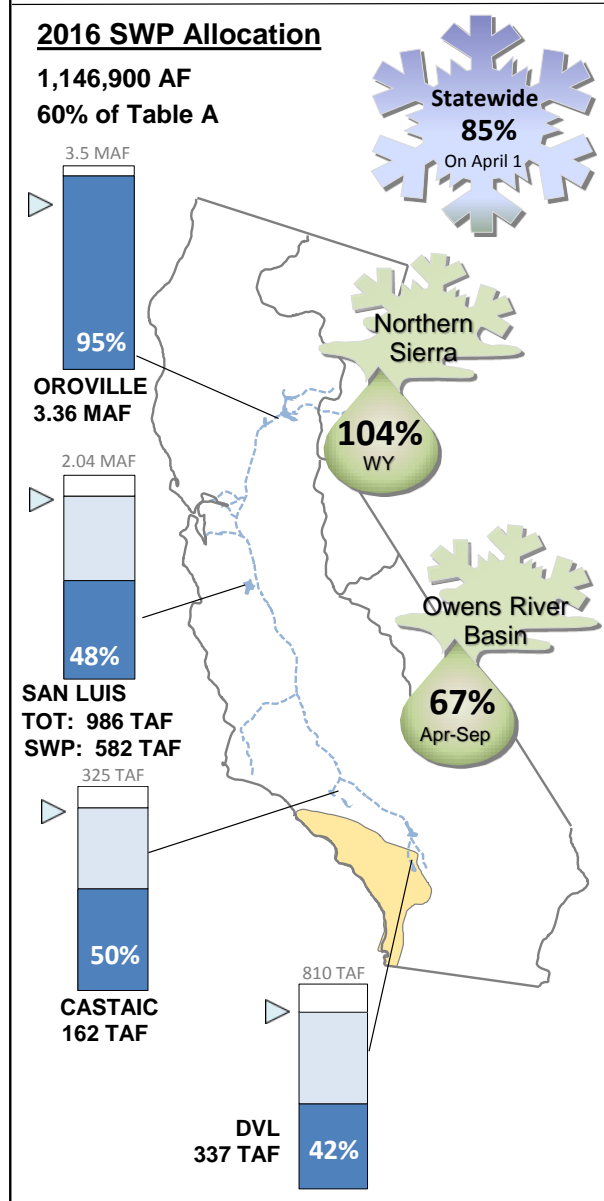 2016 SWP Allocation
1,146,900 AF
60% of Table A
Statewide
85%
On April 1
3.5 MAF
95%
OROVILLE
3.36 MAF
Northern
Sierra
104%
WY
2.04 MAF
48%
SAN LUIS
TOT: 986 TAF
SWP: 582 TAF
Owens River
Basin
67%
Apr-Sep
325 TAF
50%
CASTAIC
162 TAF
810 TAF
DVL
337 TAF
42%